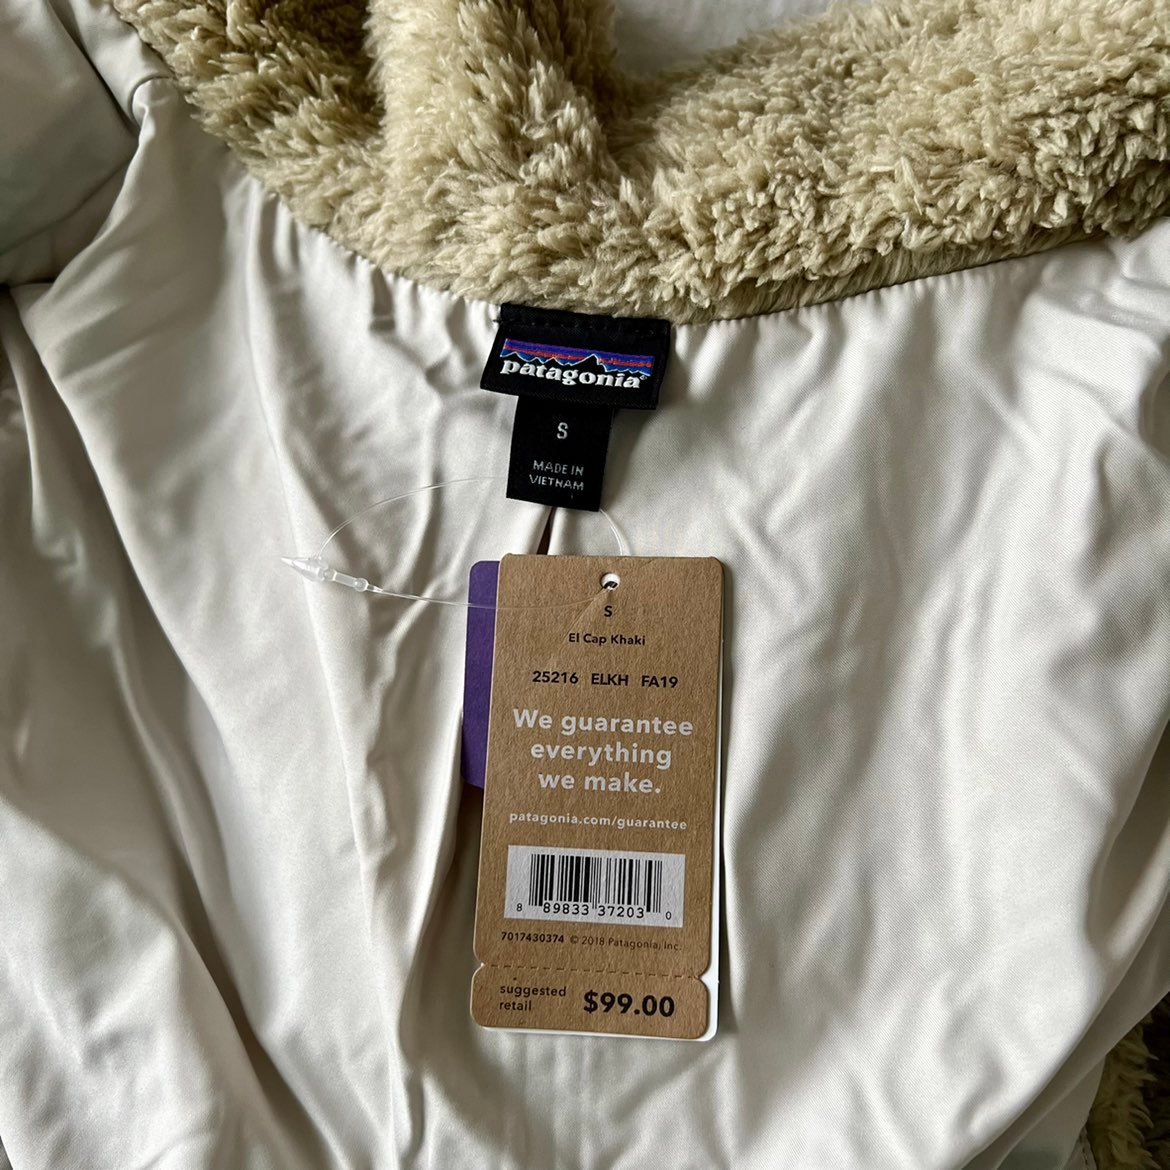 patagonia®
S
MADE IN
VIETNAM
S
El Cap Khaki
25216 ELKH FA19
We guarantee
everything
we make.
patagonia.com/guarantee
8 89833 37203 0
7017430374 © 2018 Patagonia, Inc.
suggested
retail
$99.00